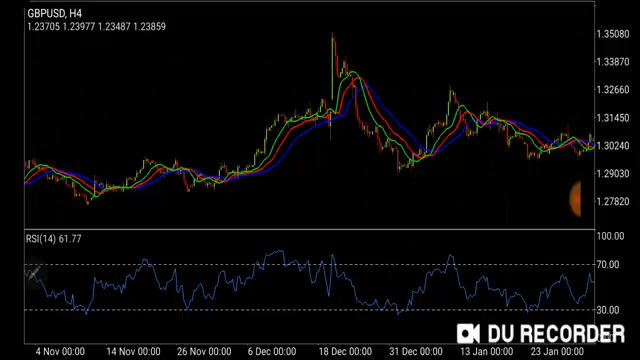 GBPUSD, H4
1.23705 1.23977 1.23487 1.23859
1.35080
1.33870
1.32660
1.31450
1.30240
1.29030
1.27820
RSI(14) 61.77
100.00
70.00
30.00
4 Nov 00:00 14 Nov 00:00 26 Nov 00:00 6 Dec 00:00 18 Dec 00:00 31 Dec 00:00 13 Jan 00:00 23 Jan 00:00
DU RECORDER